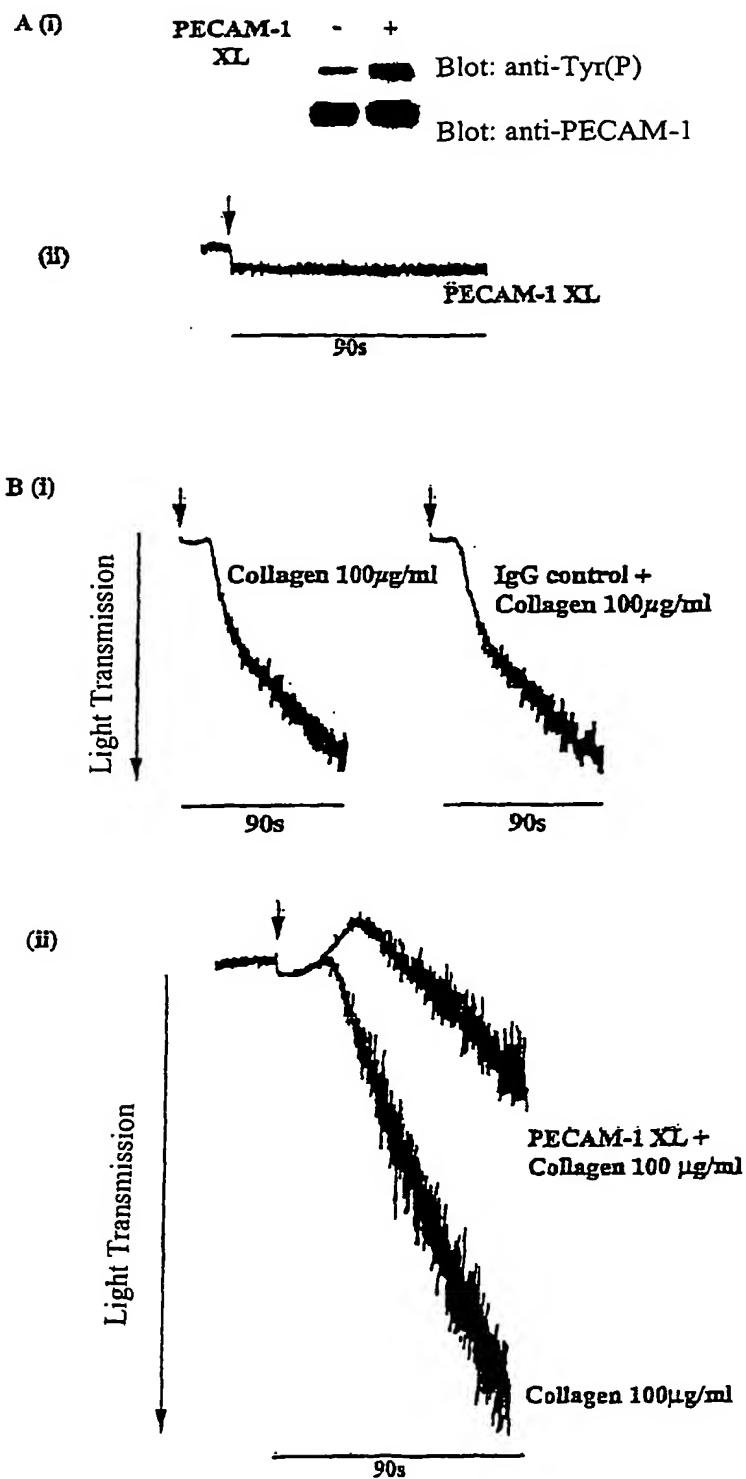 A (i)
PECAM-1
XL
- +
Blot: anti-Tyr(P)
Blot: anti-PECAM-1
(ii)
PECAM-1 XL
90s
B (i)
Light Transmission
Collagen 100µg/ml
IgG control +
Collagen 100µg/ml
90s
90s
(ii)
Light Transmission
PECAM-1 XL +
Collagen 100 µg/ml
Collagen 100µg/ml
90s